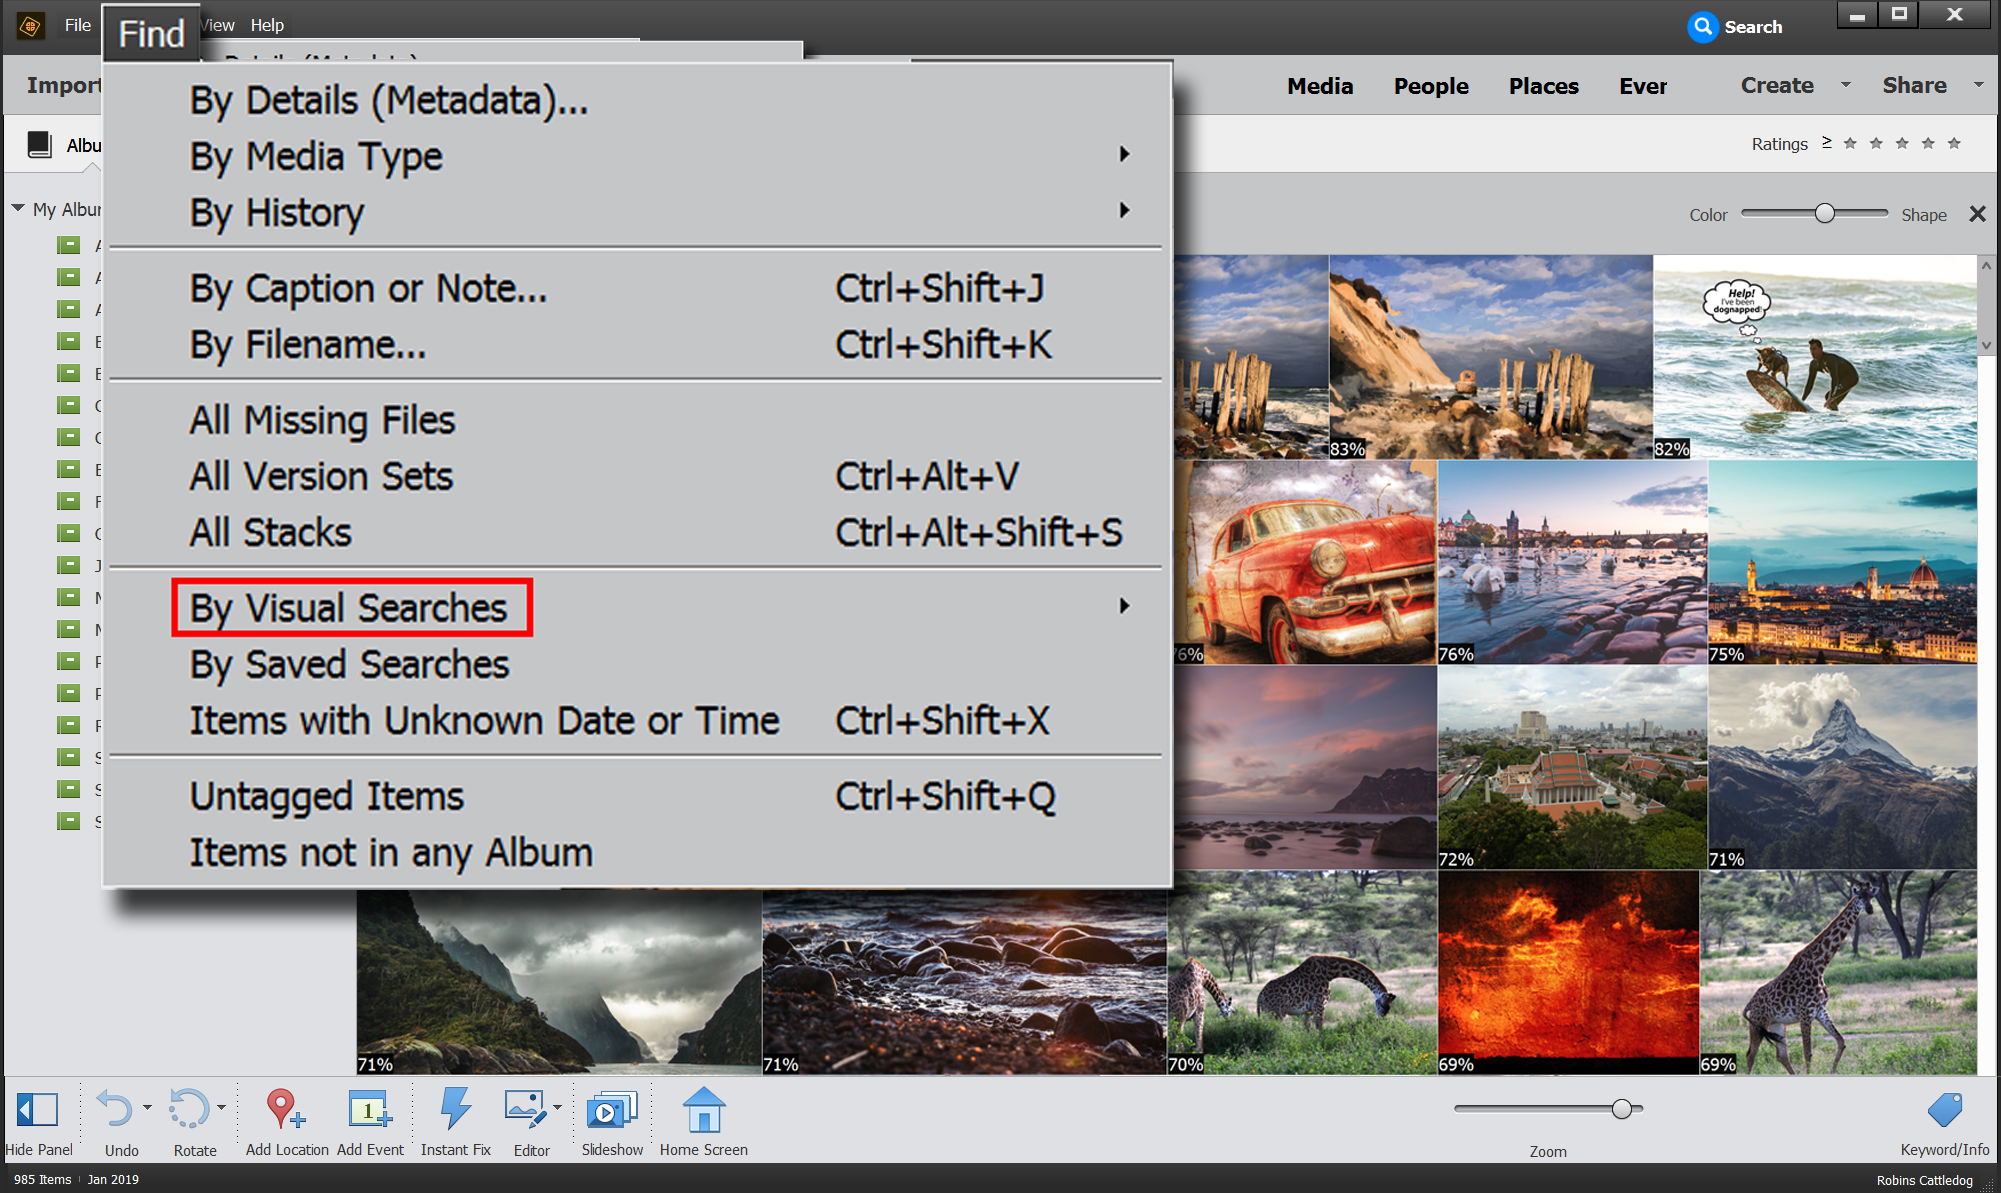 File
Find
View Help
Search
Import
Media People Places Create Share
By Details (Metadata)...
By Media Type
By History
By Caption or Note... Ctrl+Shift+J
By Filename... Ctrl+Shift+K
All Missing Files
All Version Sets Ctrl+Alt+V
All Stacks Ctrl+Alt+Shift+S
By Visual Searches
By Saved Searches
Items with Unknown Date or Time Ctrl+Shift+X
Untagged Items Ctrl+Shift+Q
Items not in any Album
Ratings ≥
Color Shape
Help!
I've been
dognapped!
83%
82%
76%
76%
75%
72%
71%
71%
71%
70%
69%
69%
Hide Panel Undo Rotate Add Location Add Event Instant Fix Editor Slideshow Home Screen Zoom Keyword/Info
1
985 Items Jan 2019 Robins Cattledog